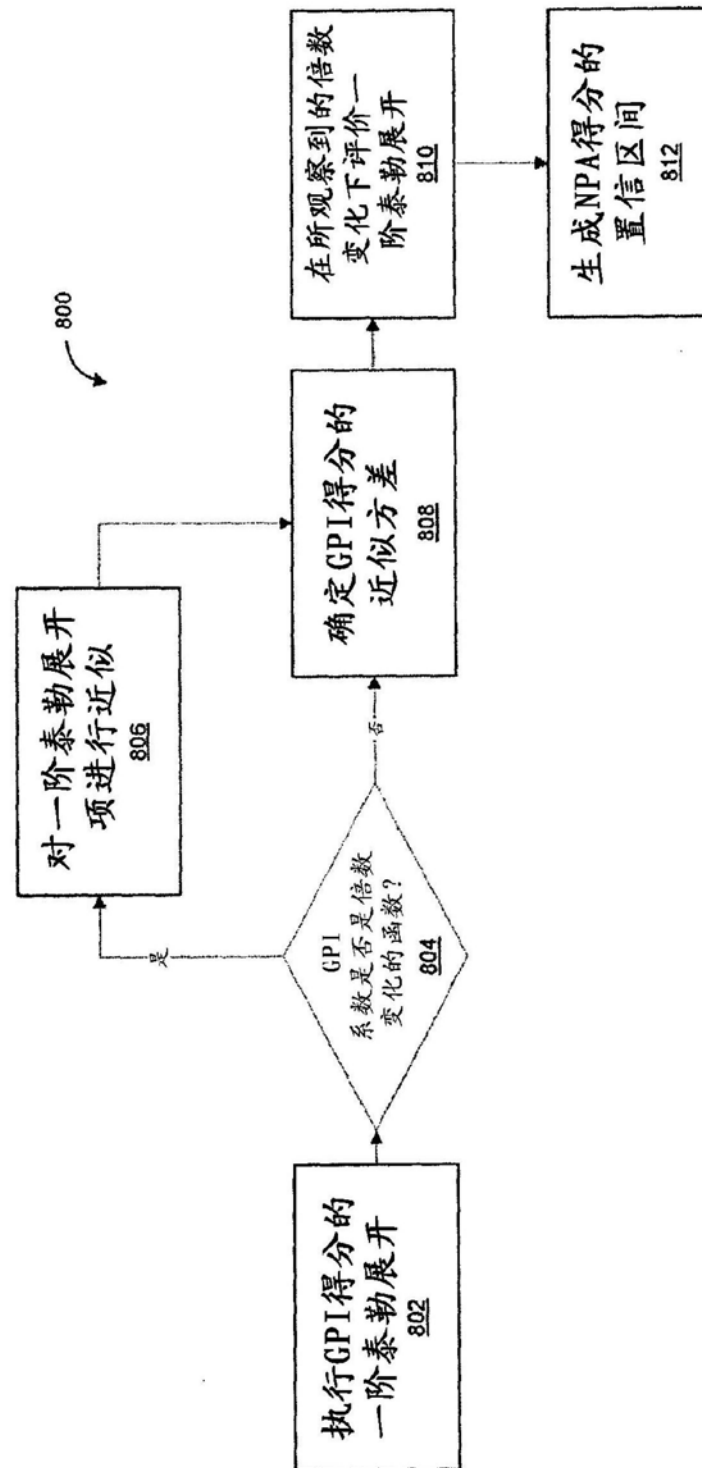 800
执行GPI得分的
一阶泰勒展开
802
GPI
系数是否是倍数
变化的函数?
804
是
否
对一阶泰勒展开
项进行近似
806
确定GPI得分的
近似方差
808
在所观察到的倍数
变化下评价一
阶泰勒展开
810
生成NPA得分的
置信区间
812